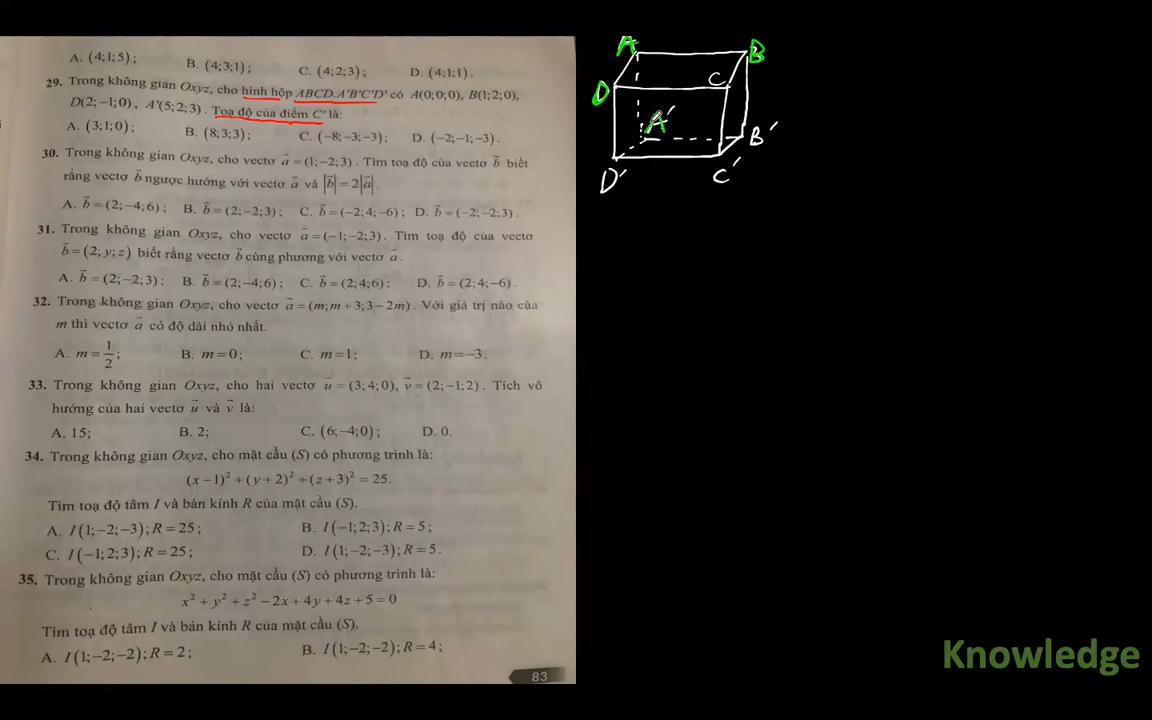 A. (4;1;5);
B. (4;3;1);
C. (4;2;3);
D. (4;1;1).
29. Trong không gian Oxyz, cho hình hộp ABCD.A'B'C'D' có A(0;0;0), B(1;2;0),
D(2;−1;0), A'(5;2;3). Toạ độ của điểm C' là:
A. (3;1;0);
B. (8;3;3);
C. (−8;−3;−3);
D. (−2;−1;−3).
30. Trong không gian Oxyz, cho vectơ a⃗ = (1;−2;3). Tìm toạ độ của vectơ b⃗ biết
rằng vectơ b⃗ ngược hướng với vectơ a⃗ và |b⃗| = 2|a⃗|.
A. b⃗ = (2;−4;6);
B. b⃗ = (2;−2;3);
C. b⃗ = (−2;4;−6);
D. b⃗ = (−2;−2;3).
31. Trong không gian Oxyz, cho vectơ a⃗ = (−1;−2;3). Tìm toạ độ của vectơ
b⃗ = (2;y;z) biết rằng vectơ b⃗ cùng phương với vectơ a⃗.
A. b⃗ = (2;−2;3);
B. b⃗ = (2;−4;6);
C. b⃗ = (2;4;6);
D. b⃗ = (2;4;−6).
32. Trong không gian Oxyz, cho vectơ a⃗ = (m;m+3;3−2m). Với giá trị nào của
m thì vectơ a⃗ có độ dài nhỏ nhất.
A. m = 1/2;
B. m = 0;
C. m = 1;
D. m = −3.
33. Trong không gian Oxyz, cho hai vectơ u⃗ = (3;4;0), v⃗ = (2;−1;2). Tích vô
hướng của hai vectơ u⃗ và v⃗ là:
A. 15;
B. 2;
C. (6;−4;0);
D. 0.
34. Trong không gian Oxyz, cho mặt cầu (S) có phương trình là:
(x−1)² + (y+2)² + (z+3)² = 25.
Tìm toạ độ tâm I và bán kính R của mặt cầu (S).
A. I(1;−2;−3); R = 25;
B. I(−1;2;3); R = 5;
C. I(−1;2;3); R = 25;
D. I(1;−2;−3); R = 5.
35. Trong không gian Oxyz, cho mặt cầu (S) có phương trình là:
x² + y² + z² − 2x + 4y + 4z + 5 = 0
Tìm toạ độ tâm I và bán kính R của mặt cầu (S).
A. I(1;−2;−2); R = 2;
B. I(1;−2;−2); R = 4;
83
A
B
D
C
A'
B'
D'
C'
Knowledge